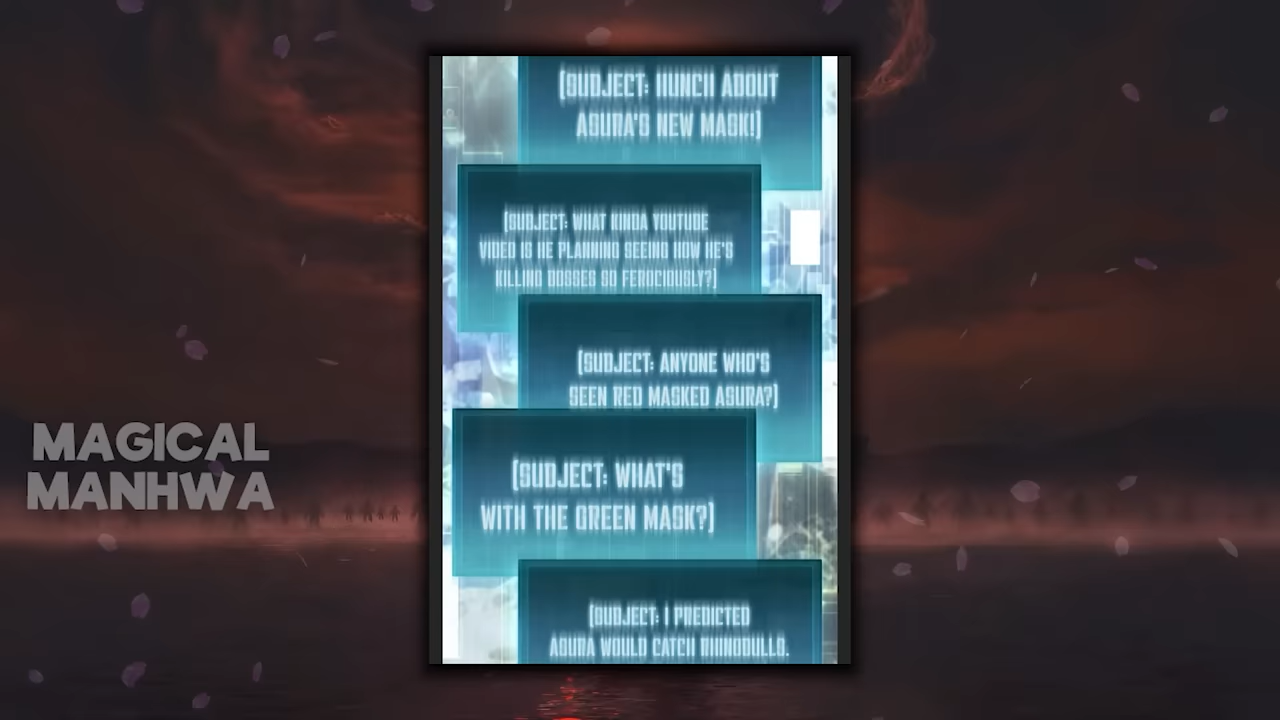 [SUBJECT: HUNCH ABOUT
ASURA'S NEW MASK!]
[SUBJECT: WHAT KINDA YOUTUBE
VIDEO IS HE PLANNING SEEING HOW HE'S
KILLING BOSSES SO FEROCIOUSLY?]
[SUBJECT: ANYONE WHO'S
SEEN RED MASKED ASURA?]
MAGICAL
MANHWA
[SUBJECT: WHAT'S
WITH THE GREEN MASK?]
[SUBJECT: I PREDICTED
ASURA WOULD CATCH RHINOBULLS.